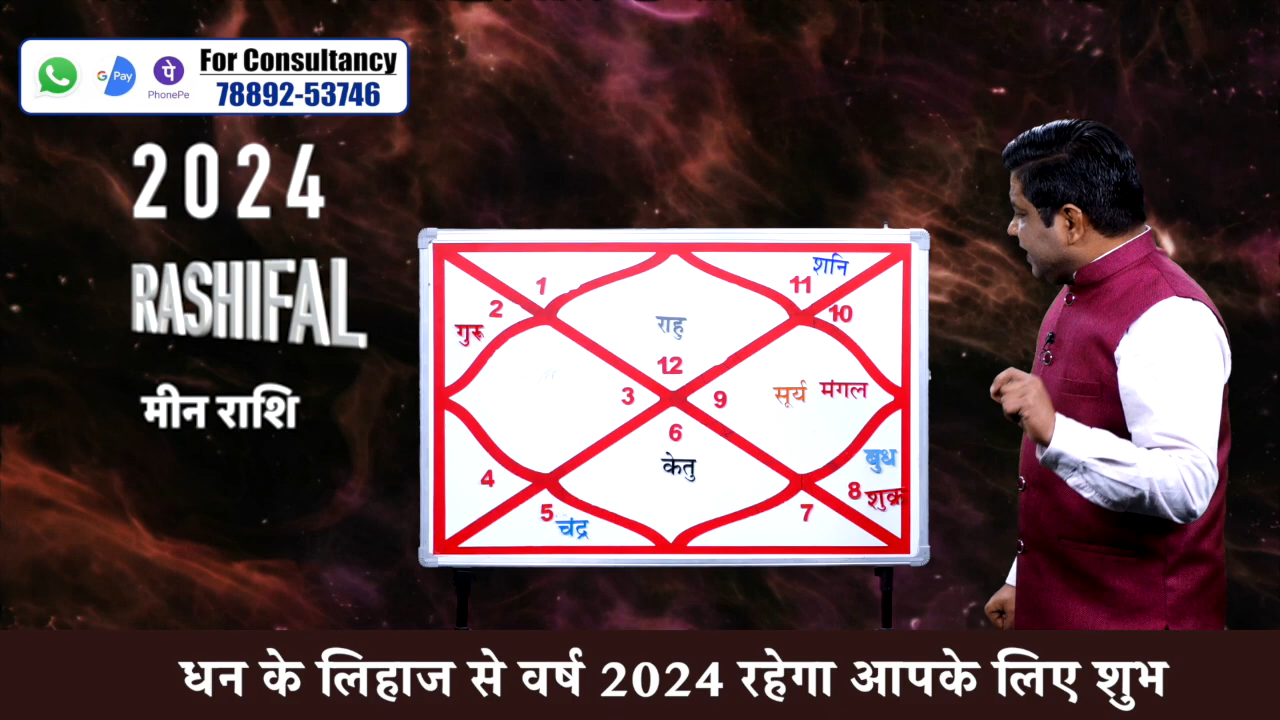 For Consultancy
G Pay
पे
PhonePe
78892-53746
2024
RASHIFAL
मीन राशि
शनि
1
11
2
10
गुरू
राहु
12
3
9
सूर्य मंगल
6
केतु
बुध
4
8 शुक्र
5
7
चंद्र
धन के लिहाज से वर्ष 2024 रहेगा आपके लिए शुभ